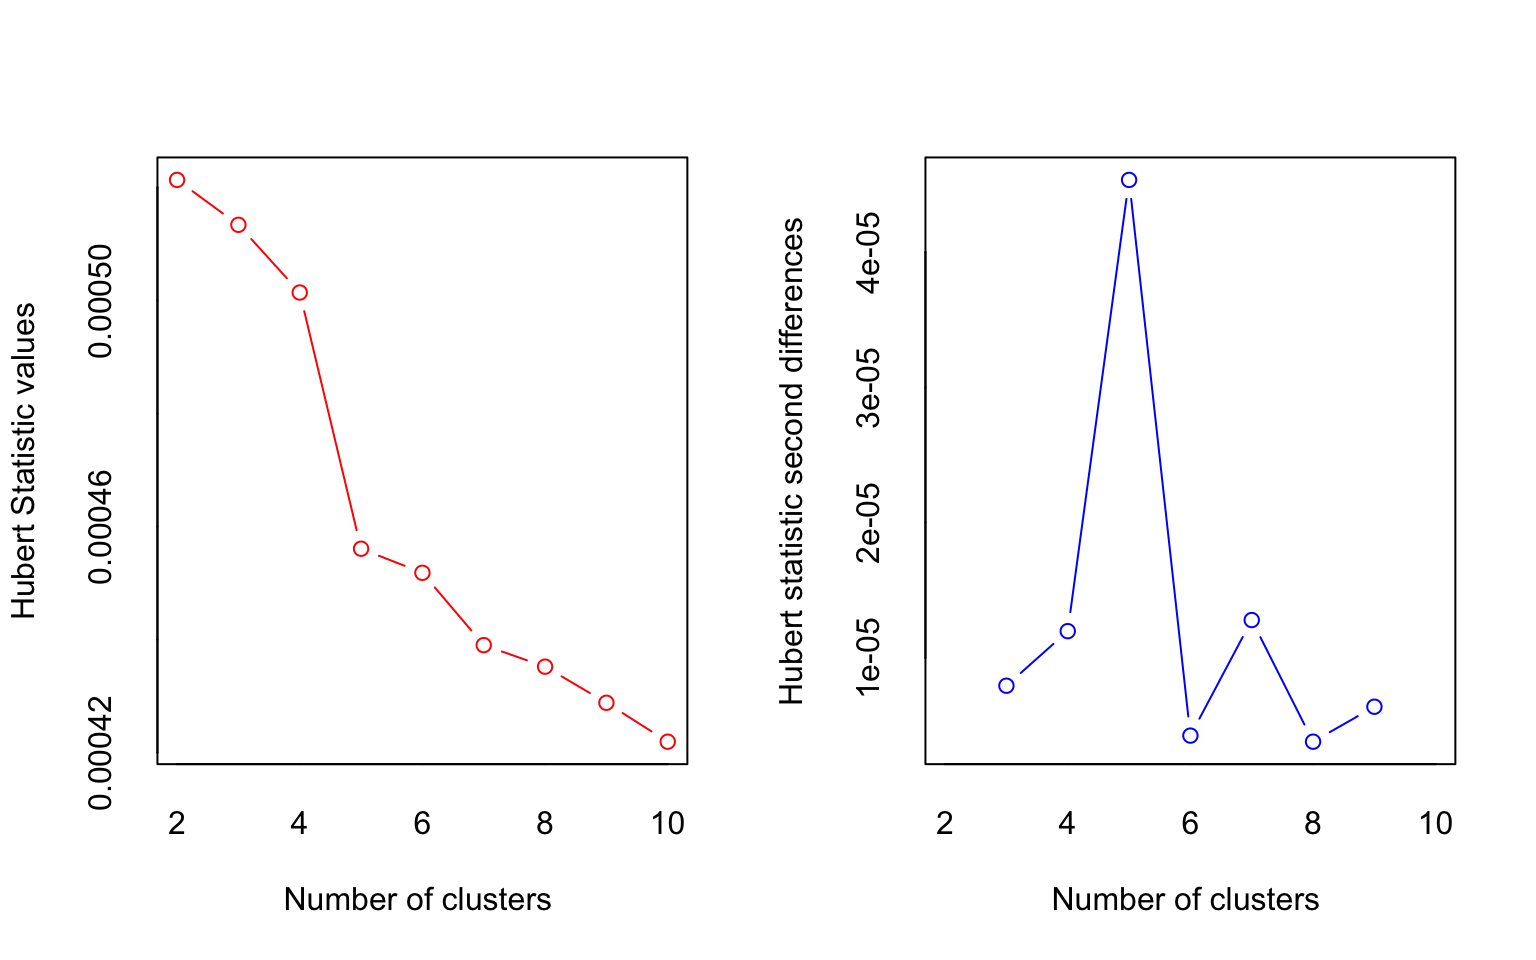 Hubert Statistic values
0.00050
0.00046
0.00042
2 4 6 8 10
Number of clusters
Hubert statistic second differences
4e-05
3e-05
2e-05
1e-05
2 4 6 8 10
Number of clusters